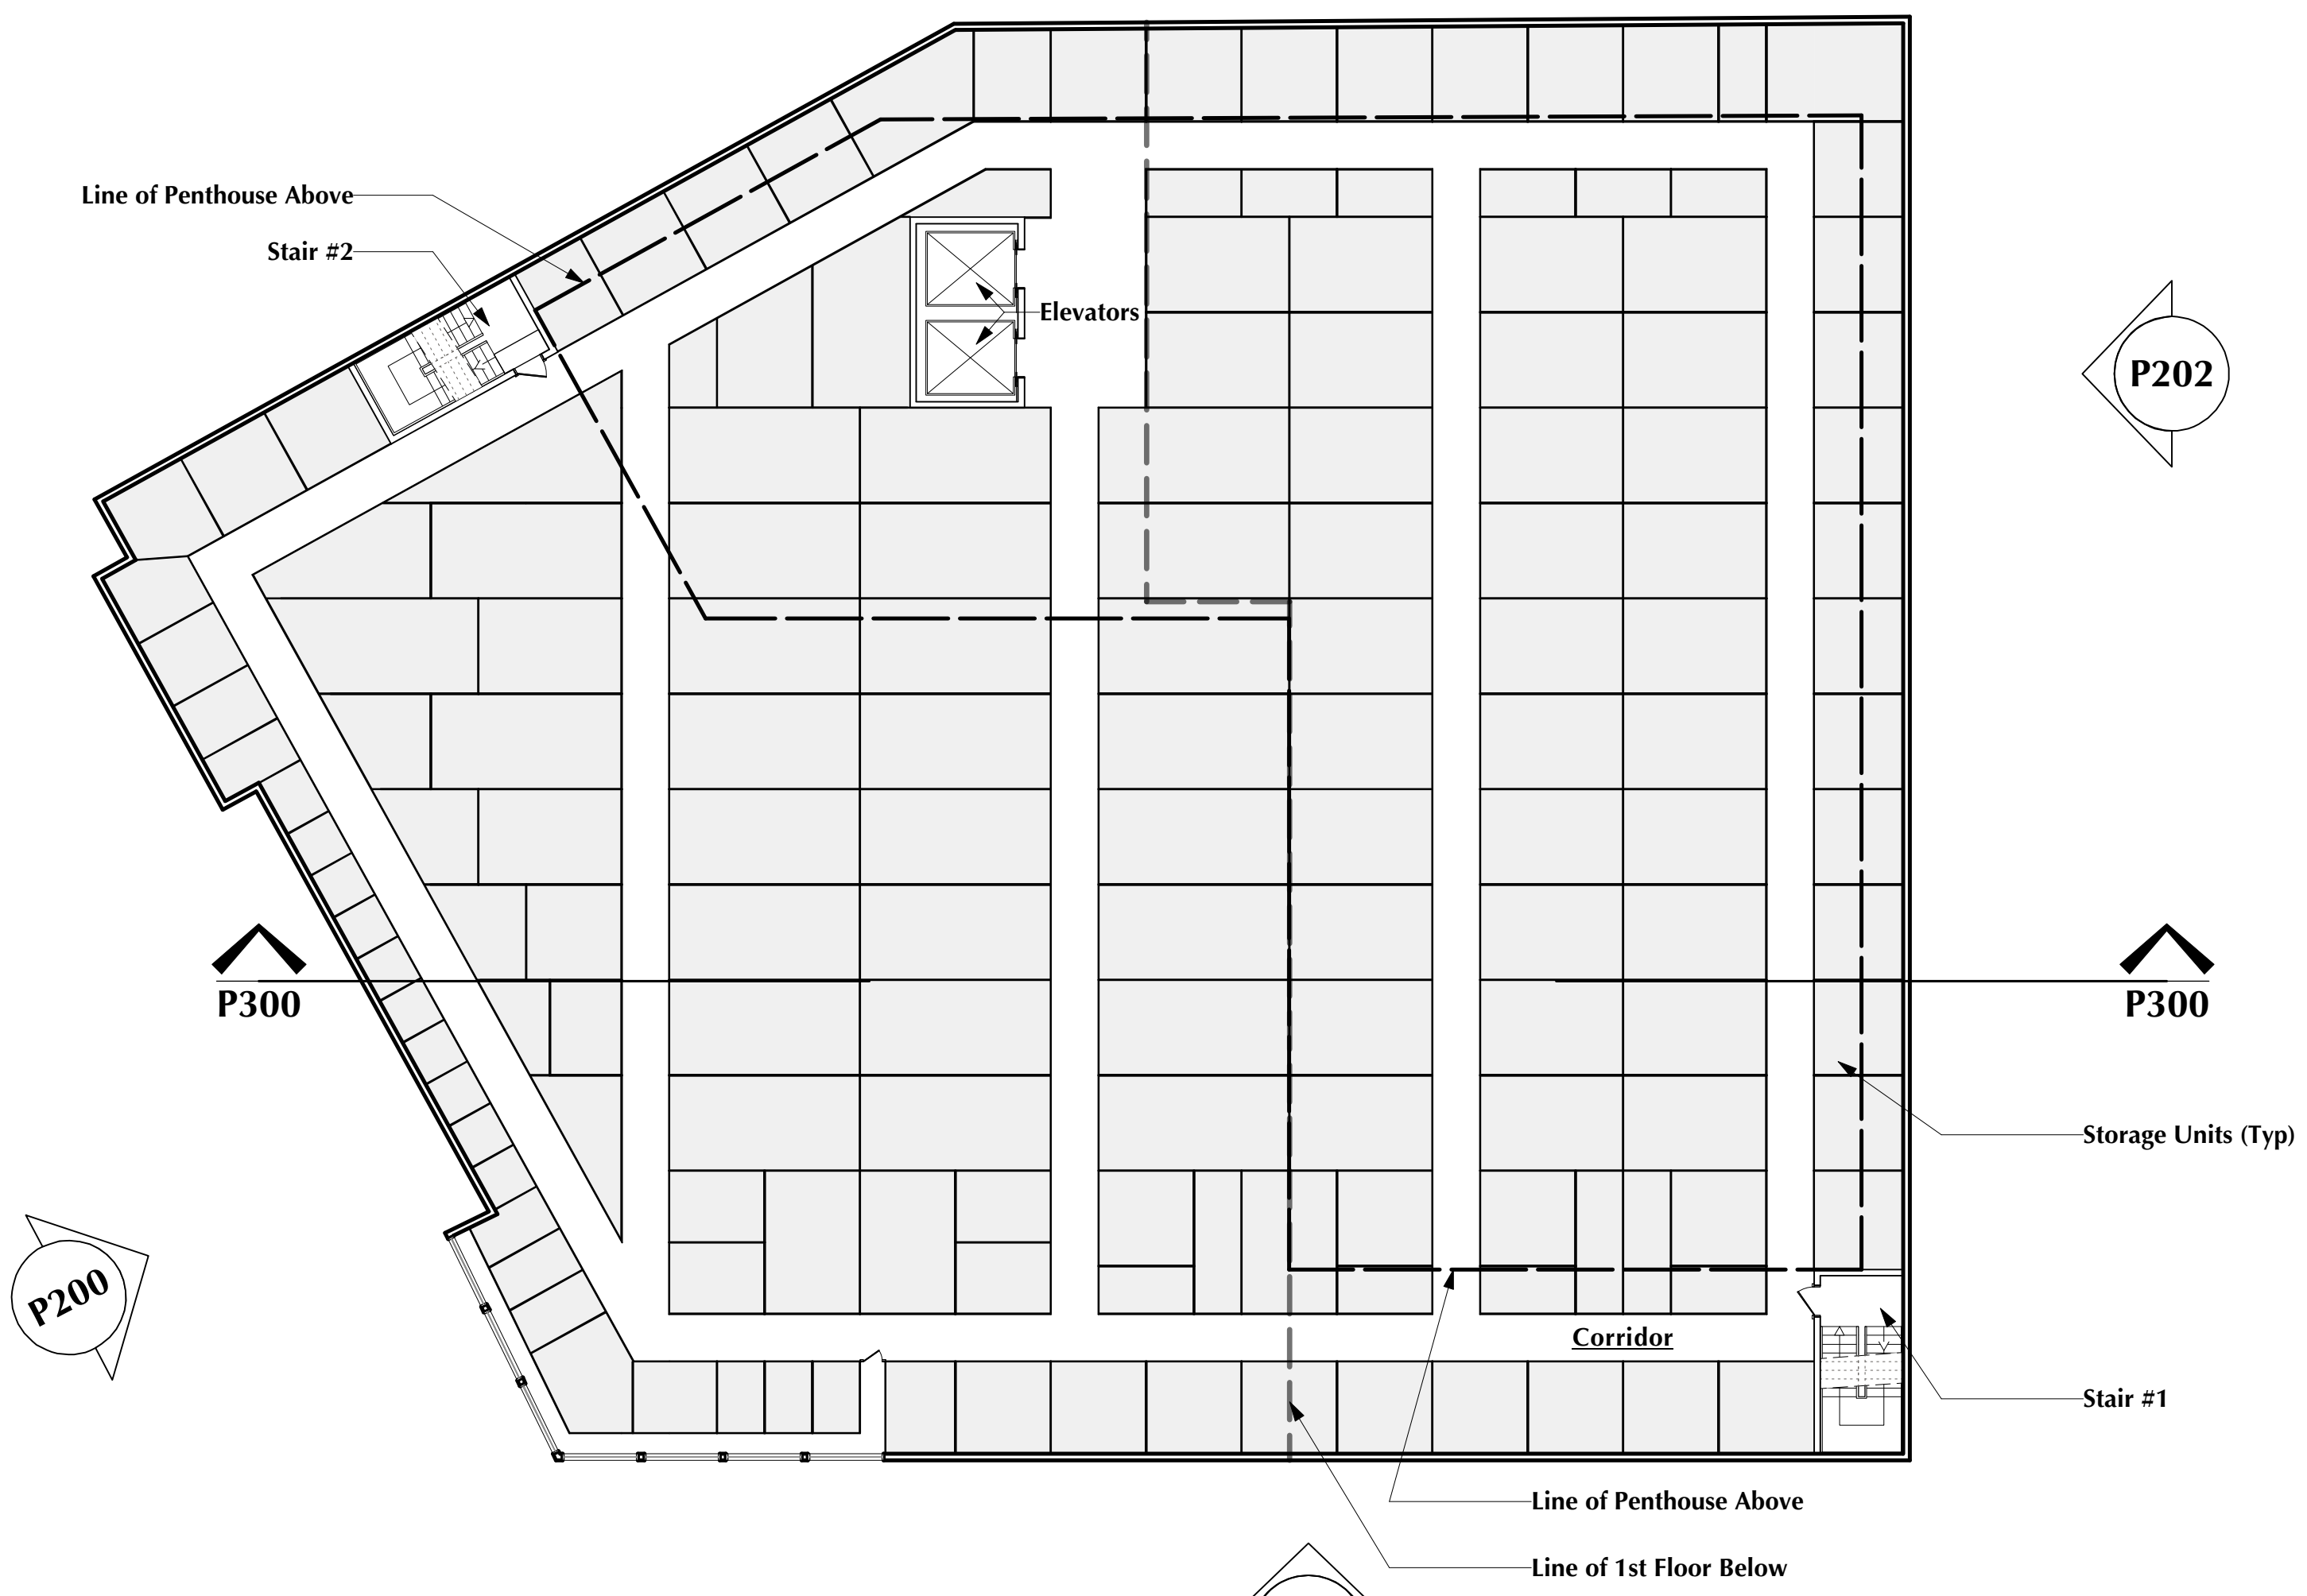 Line of Penthouse Above
Stair #2
Elevators
P202
P300
P300
Storage Units (Typ)
P200
Corridor
Stair #1
Line of Penthouse Above
Line of 1st Floor Below